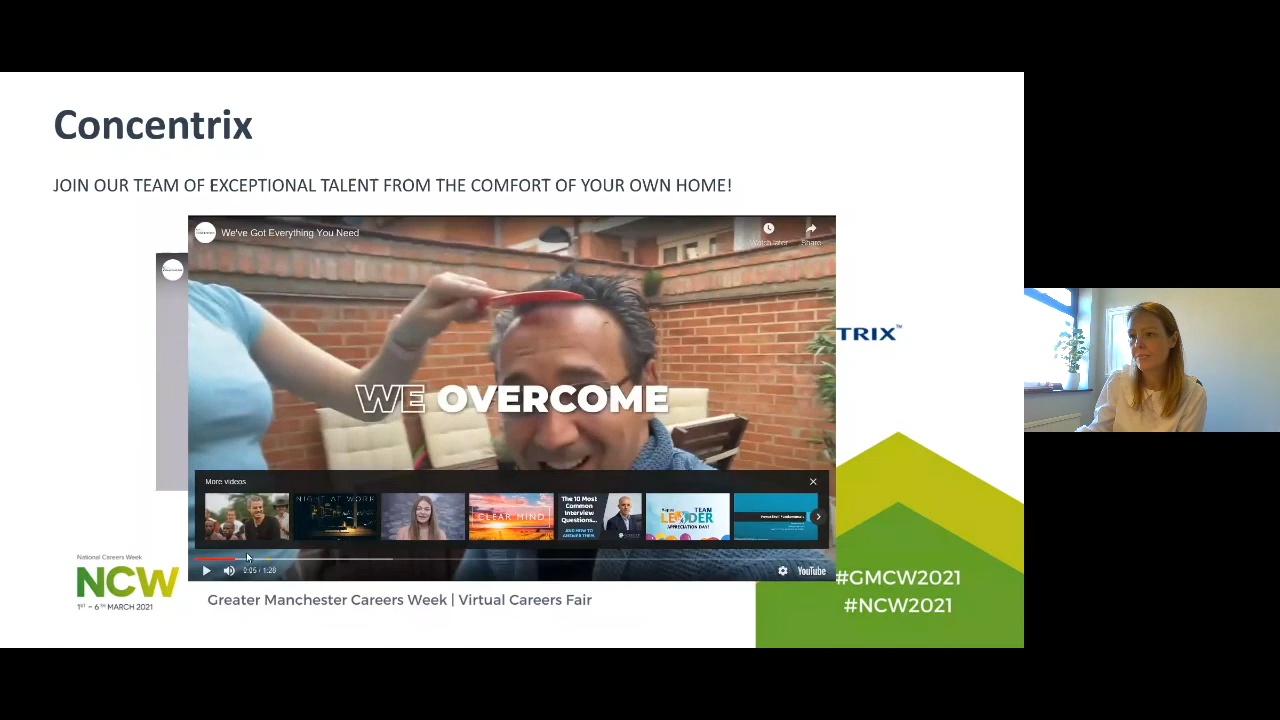 Concentrix
JOIN OUR TEAM OF EXCEPTIONAL TALENT FROM THE COMFORT OF YOUR OWN HOME!
We've Got Everything You Need
Watch later
Share
TRIX™
WE OVERCOME
More videos
NIGHT AT WORK
CLEAR MIND
The 10 Most
Common
Interview
Questions...
AND HOW TO
ANSWER THEM
Happy
TEAM
LEADER
APPRECIATION DAY!
0:05 / 1:28
YouTube
National Careers Week
NCW
1ST – 6TH MARCH 2021
Greater Manchester Careers Week | Virtual Careers Fair
#GMCW2021
#NCW2021